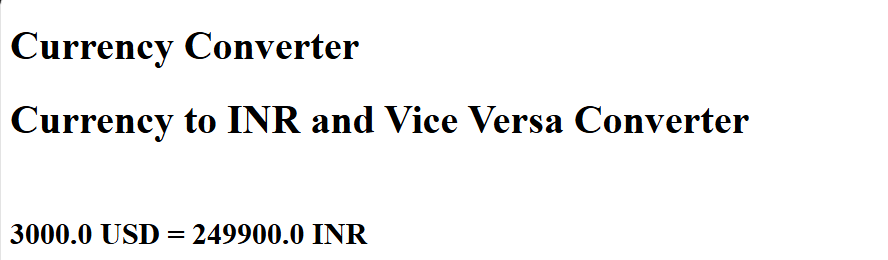 Currency Converter
Currency to INR and Vice Versa Converter
3000.0 USD = 249900.0 INR